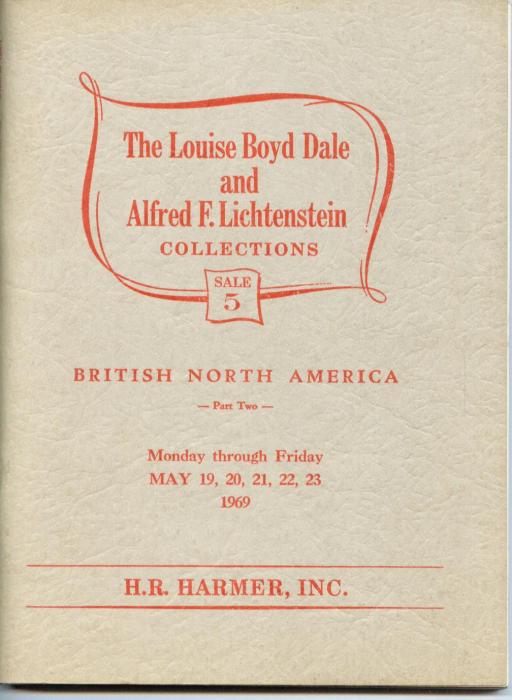 The Louise Boyd Dale
and
Alfred F. Lichtenstein
COLLECTIONS
SALE
5
BRITISH NORTH AMERICA
— Part Two —
Monday through Friday
MAY 19, 20, 21, 22, 23
1969
H.R. HARMER, INC.